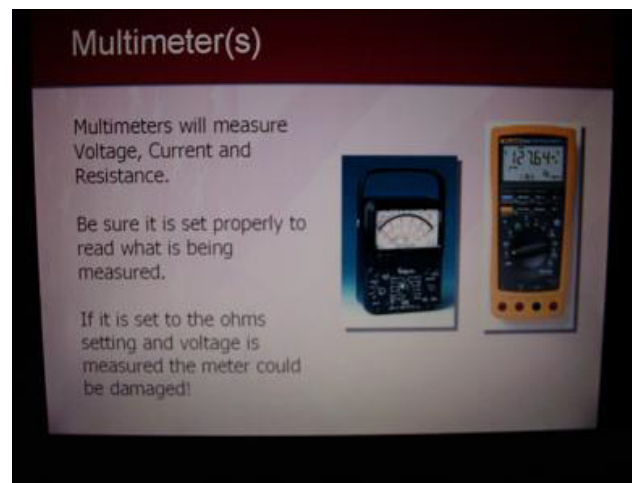 Multimeter(s)
Multimeters will measure
Voltage, Current and
Resistance.
Be sure it is set properly to
read what is being
measured.
If it is set to the ohms
setting and voltage is
measured the meter could
be damaged!